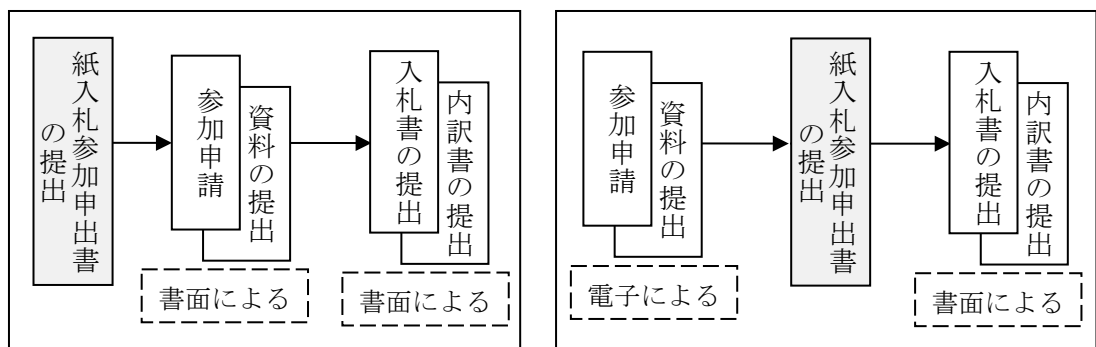 紙入札参加申出書
の提出
参加申請
資料の提出
書面による
入札書の提出
内訳書の提出
書面による
参加申請
資料の提出
電子による
紙入札参加申出書
の提出
入札書の提出
内訳書の提出
書面による